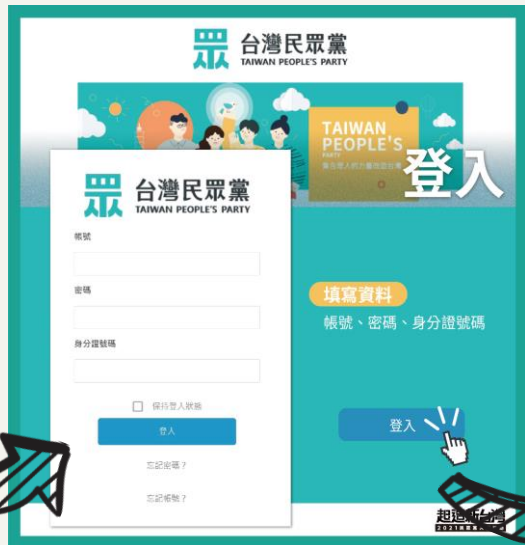 眾 台灣民眾黨
TAIWAN PEOPLE'S PARTY
TAIWAN
PEOPLE'S
PARTY
登入
眾 台灣民眾黨
TAIWAN PEOPLE'S PARTY
帳號
密碼
身分證號碼
保持登入狀態
登入
忘記密碼？
忘記帳號？
填寫資料
帳號、密碼、身分證號碼
登入